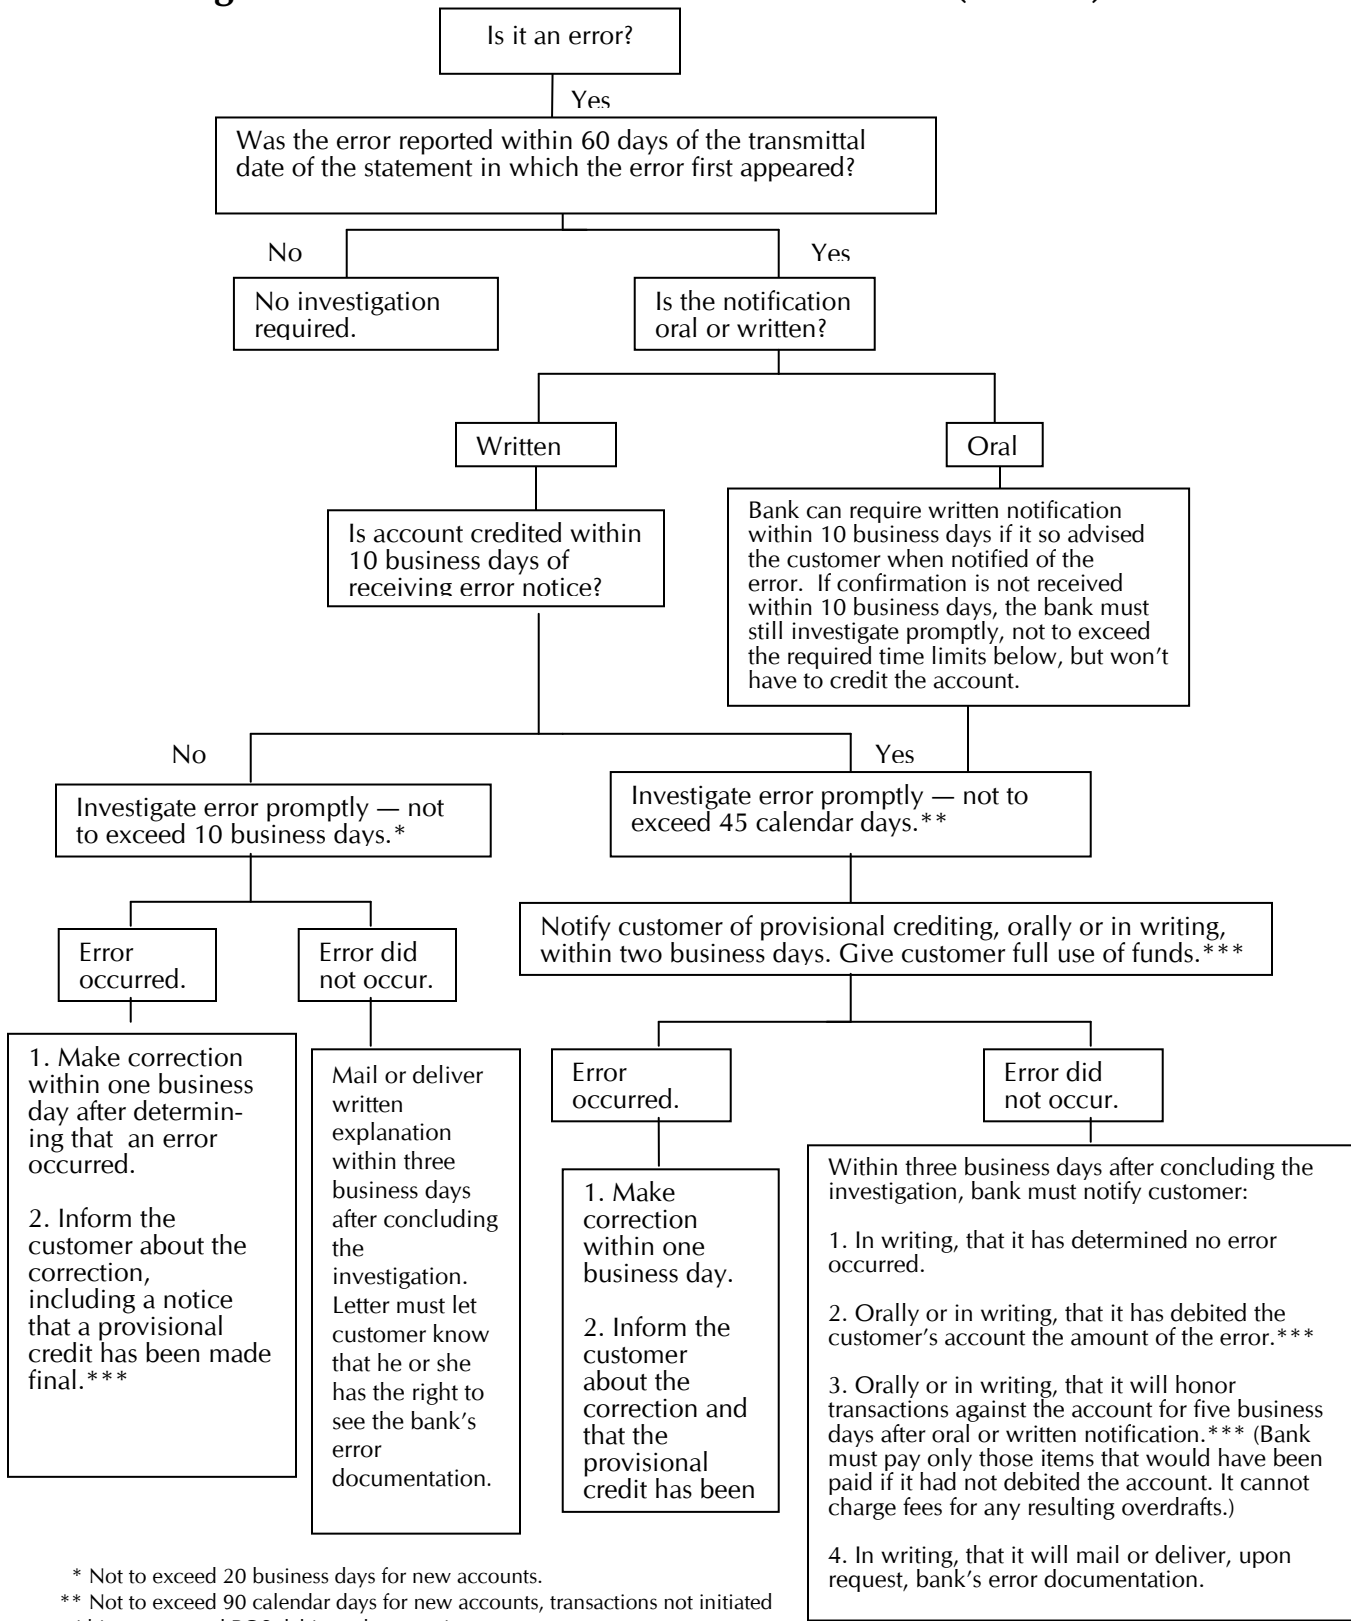 Is it an error?
Yes
Was the error reported within 60 days of the transmittal
date of the statement in which the error first appeared?
No
Yes
No investigation
required.
Is the notification
oral or written?
Written
Oral
Is account credited within
10 business days of
receiving error notice?
Bank can require written notification
within 10 business days if it so advised
the customer when notified of the
error.  If confirmation is not received
within 10 business days, the bank must
still investigate promptly, not to exceed
the required time limits below, but won't
have to credit the account.
No
Yes
Investigate error promptly — not
to exceed 10 business days.*
Investigate error promptly — not to
exceed 45 calendar days.**
Notify customer of provisional crediting, orally or in writing,
within two business days. Give customer full use of funds.***
Error
occurred.
Error did
not occur.
1. Make correction
within one business
day after determin-
ing that  an error
occurred.
2. Inform the
customer about the
correction,
including a notice
that a provisional
credit has been made
final.***
Mail or deliver
written
explanation
within three
business days
after concluding
the
investigation.
Letter must let
customer know
that he or she
has the right to
see the bank's
error
documentation.
Error
occurred.
Error did
not occur.
1. Make
correction
within one
business day.
2. Inform the
customer
about the
correction and
that the
provisional
credit has been
Within three business days after concluding the
investigation, bank must notify customer:
1. In writing, that it has determined no error
occurred.
2. Orally or in writing, that it has debited the
customer's account the amount of the error.***
3. Orally or in writing, that it will honor
transactions against the account for five business
days after oral or written notification.*** (Bank
must pay only those items that would have been
paid if it had not debited the account. It cannot
charge fees for any resulting overdrafts.)
4. In writing, that it will mail or deliver, upon
request, bank's error documentation.
* Not to exceed 20 business days for new accounts.
** Not to exceed 90 calendar days for new accounts, transactions not initiated